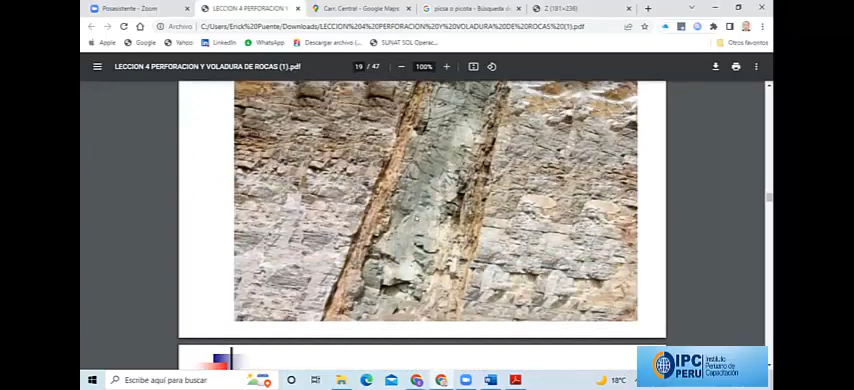 Posasistente - Zoom
LECCION 4 PERFORACION Y
Carr. Central - Google Maps
picsa o picota - Búsqueda d
Z (181×236)
Archivo
C:/Users/Erick%20Puente/Downloads/LECCION%204%20PERFORACION%20Y%20VOLADURA%20DE%20ROCAS%20(1).pdf
Apple
Google
Yahoo
LinkedIn
WhatsApp
Descargar archivo (...
SUNAT SOL Operac...
Otros favoritos
LECCION 4 PERFORACION Y VOLADURA DE ROCAS (1).pdf
19 / 47
100%
IPC
PERÚ
Instituto
Peruano de
Capacitación
Escribe aquí para buscar
18°C